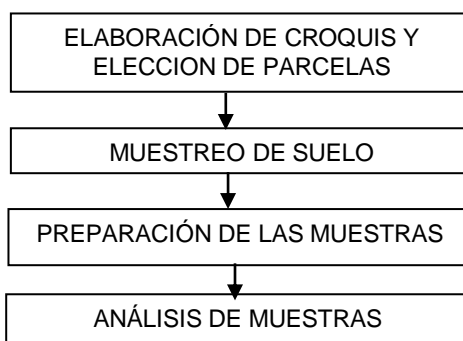 ELABORACIÓN DE CROQUIS Y
ELECCION DE PARCELAS
MUESTREO DE SUELO
PREPARACIÓN DE LAS MUESTRAS
ANÁLISIS DE MUESTRAS